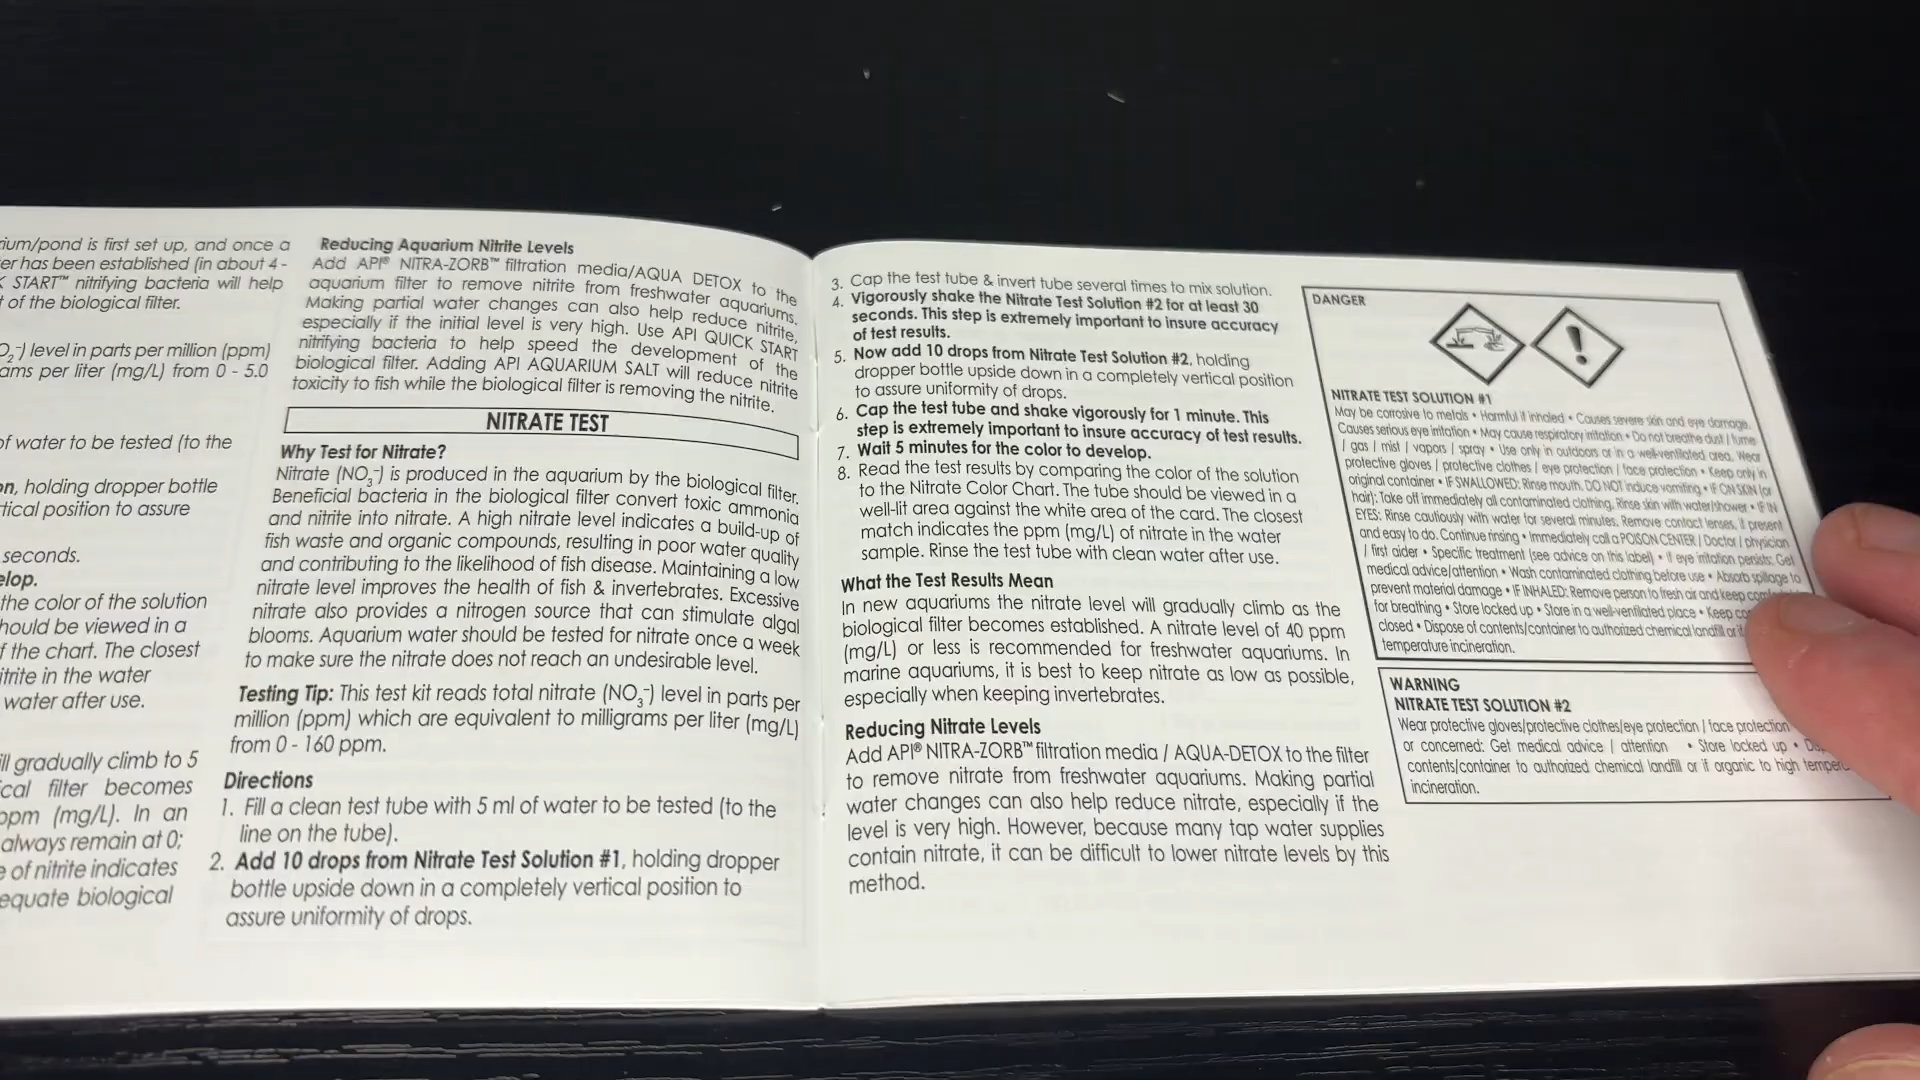 rium/pond is first set up, and once a
er has been established (in about 4 -
K START™ nitrifying bacteria will help
t of the biological filter.
O₂⁻) level in parts per million (ppm)
ams per liter (mg/L) from 0 - 5.0
of water to be tested (to the
on, holding dropper bottle
rtical position to assure
seconds.
elop.
the color of the solution
hould be viewed in a
f the chart. The closest
itrite in the water
water after use.
ill gradually climb to 5
ical filter becomes
ppm (mg/L). In an
always remain at 0;
e of nitrite indicates
equate biological
Reducing Aquarium Nitrite Levels
Add API® NITRA-ZORB™ filtration media/AQUA DETOX to the
aquarium filter to remove nitrite from freshwater aquariums.
Making partial water changes can also help reduce nitrite,
especially if the initial level is very high. Use API QUICK START
nitrifying bacteria to help speed the development of the
biological filter. Adding API AQUARIUM SALT will reduce nitrite
toxicity to fish while the biological filter is removing the nitrite.
NITRATE TEST
Why Test for Nitrate?
Nitrate (NO₃⁻) is produced in the aquarium by the biological filter.
Beneficial bacteria in the biological filter convert toxic ammonia
and nitrite into nitrate. A high nitrate level indicates a build-up of
fish waste and organic compounds, resulting in poor water quality
and contributing to the likelihood of fish disease. Maintaining a low
nitrate level improves the health of fish & invertebrates. Excessive
nitrate also provides a nitrogen source that can stimulate algal
blooms. Aquarium water should be tested for nitrate once a week
to make sure the nitrate does not reach an undesirable level.
Testing Tip: This test kit reads total nitrate (NO₃⁻) level in parts per
million (ppm) which are equivalent to milligrams per liter (mg/L)
from 0 - 160 ppm.
Directions
1. Fill a clean test tube with 5 ml of water to be tested (to the
line on the tube).
2. Add 10 drops from Nitrate Test Solution #1, holding dropper
bottle upside down in a completely vertical position to
assure uniformity of drops.
3. Cap the test tube & invert tube several times to mix solution.
4. Vigorously shake the Nitrate Test Solution #2 for at least 30
seconds. This step is extremely important to insure accuracy
of test results.
5. Now add 10 drops from Nitrate Test Solution #2, holding
dropper bottle upside down in a completely vertical position
to assure uniformity of drops.
6. Cap the test tube and shake vigorously for 1 minute. This
step is extremely important to insure accuracy of test results.
7. Wait 5 minutes for the color to develop.
8. Read the test results by comparing the color of the solution
to the Nitrate Color Chart. The tube should be viewed in a
well-lit area against the white area of the card. The closest
match indicates the ppm (mg/L) of nitrate in the water
sample. Rinse the test tube with clean water after use.
What the Test Results Mean
In new aquariums the nitrate level will gradually climb as the
biological filter becomes established. A nitrate level of 40 ppm
(mg/L) or less is recommended for freshwater aquariums. In
marine aquariums, it is best to keep nitrate as low as possible,
especially when keeping invertebrates.
Reducing Nitrate Levels
Add API® NITRA-ZORB™ filtration media / AQUA-DETOX to the filter
to remove nitrate from freshwater aquariums. Making partial
water changes can also help reduce nitrate, especially if the
level is very high. However, because many tap water supplies
contain nitrate, it can be difficult to lower nitrate levels by this
method.
DANGER
NITRATE TEST SOLUTION #1
May be corrosive to metals • Harmful if inhaled • Causes severe skin and eye damage.
Causes serious eye irritation • May cause respiratory irritation • Do not breathe dust / fume
/ gas / mist / vapors / spray • Use only in outdoors or in a well-ventilated area. Wear
protective gloves / protective clothes / eye protection / face protection • Keep only in
original container • IF SWALLOWED: Rinse mouth. DO NOT induce vomiting • IF ON SKIN (or
hair): Take off immediately all contaminated clothing. Rinse skin with water/shower • IF IN
EYES: Rinse cautiously with water for several minutes. Remove contact lenses, if present
and easy to do. Continue rinsing • Immediately call a POISON CENTER / Doctor / physician
/ first aider • Specific treatment (see advice on this label) • If eye irritation persists: Get
medical advice/attention • Wash contaminated clothing before use • Absorb spillage to
prevent material damage • IF INHALED: Remove person to fresh air and keep
for breathing • Store locked up • Store in a well-ventilated place • Keep
closed • Dispose of contents/container to authorized chemical landfill or if
temperature incineration.
WARNING
NITRATE TEST SOLUTION #2
Wear protective gloves/protective clothes/eye protection / face protection
or concerned: Get medical advice / attention • Store locked up •
contents/container to authorized chemical landfill or if organic to high
incineration.